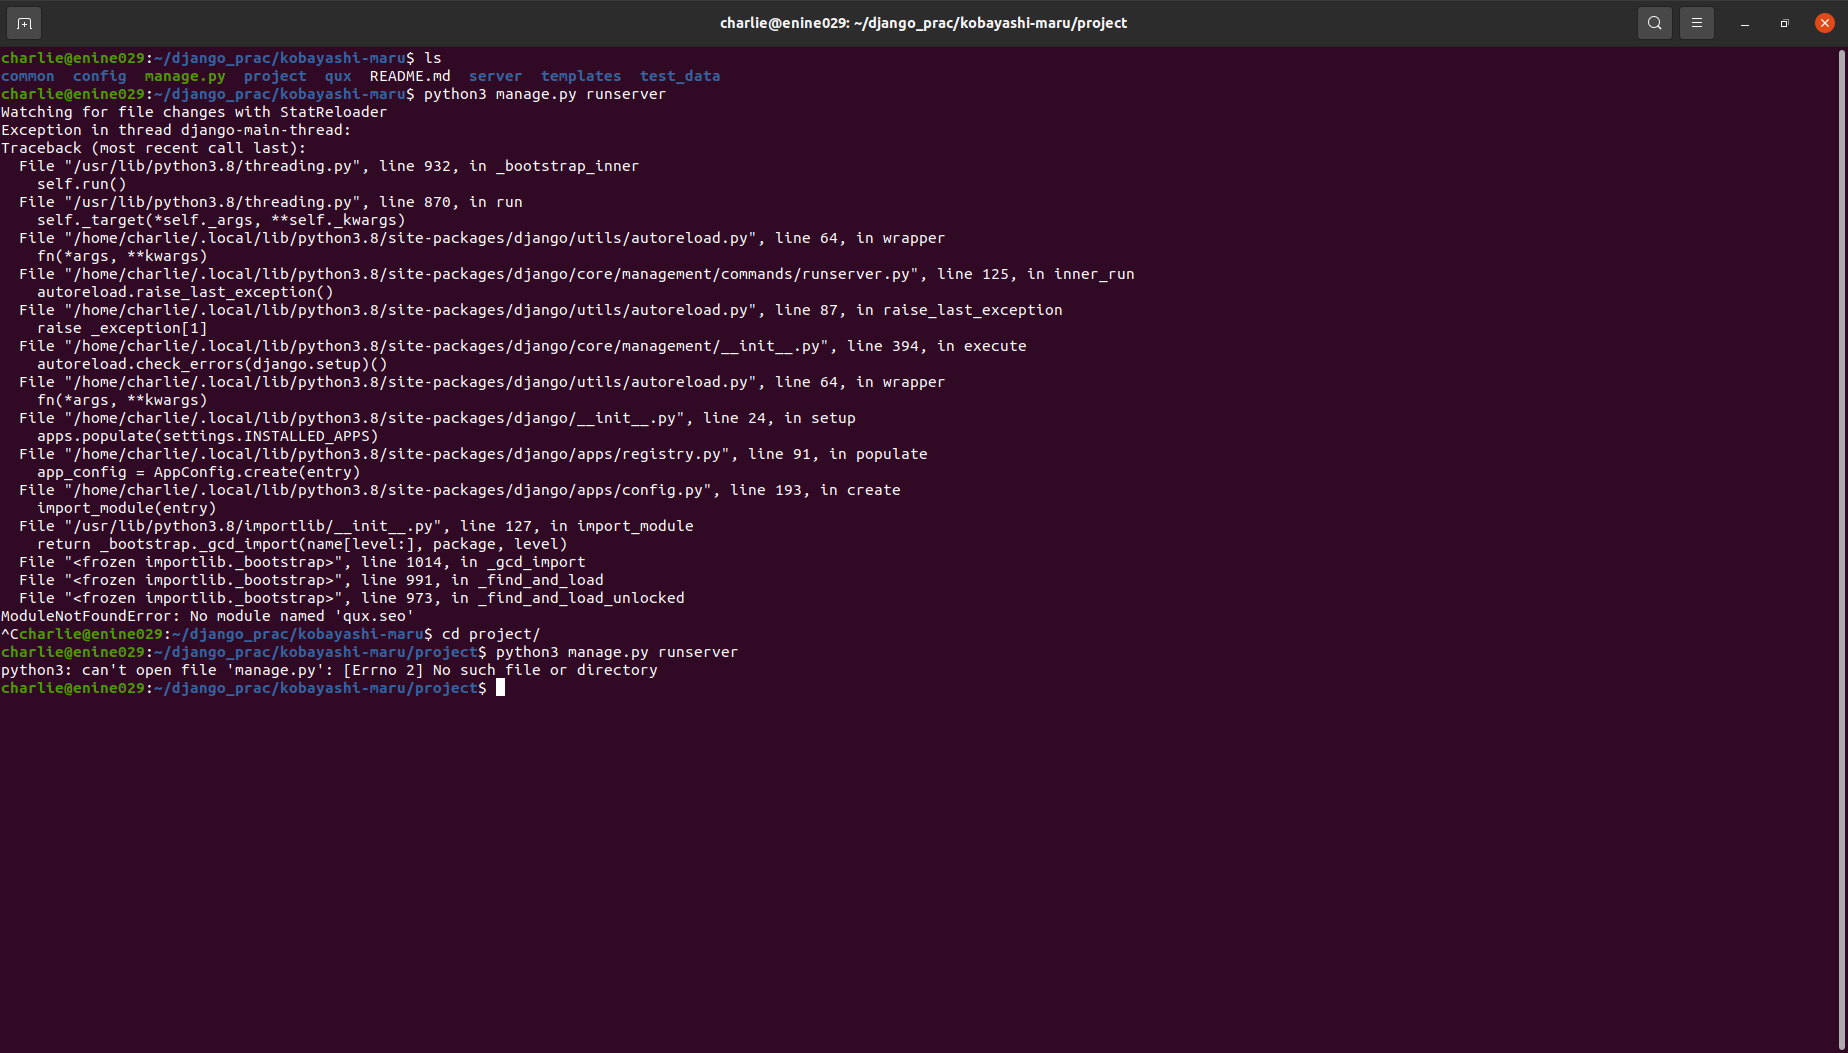 charlie@enine029: ~/django_prac/kobayashi-maru/project
charlie@enine029:~/django_prac/kobayashi-maru$ ls
common  config  manage.py  project  qux  README.md  server  templates  test_data
charlie@enine029:~/django_prac/kobayashi-maru$ python3 manage.py runserver
Watching for file changes with StatReloader
Exception in thread django-main-thread:
Traceback (most recent call last):
  File "/usr/lib/python3.8/threading.py", line 932, in _bootstrap_inner
    self.run()
  File "/usr/lib/python3.8/threading.py", line 870, in run
    self._target(*self._args, **self._kwargs)
  File "/home/charlie/.local/lib/python3.8/site-packages/django/utils/autoreload.py", line 64, in wrapper
    fn(*args, **kwargs)
  File "/home/charlie/.local/lib/python3.8/site-packages/django/core/management/commands/runserver.py", line 125, in inner_run
    autoreload.raise_last_exception()
  File "/home/charlie/.local/lib/python3.8/site-packages/django/utils/autoreload.py", line 87, in raise_last_exception
    raise _exception[1]
  File "/home/charlie/.local/lib/python3.8/site-packages/django/core/management/__init__.py", line 394, in execute
    autoreload.check_errors(django.setup)()
  File "/home/charlie/.local/lib/python3.8/site-packages/django/utils/autoreload.py", line 64, in wrapper
    fn(*args, **kwargs)
  File "/home/charlie/.local/lib/python3.8/site-packages/django/__init__.py", line 24, in setup
    apps.populate(settings.INSTALLED_APPS)
  File "/home/charlie/.local/lib/python3.8/site-packages/django/apps/registry.py", line 91, in populate
    app_config = AppConfig.create(entry)
  File "/home/charlie/.local/lib/python3.8/site-packages/django/apps/config.py", line 193, in create
    import_module(entry)
  File "/usr/lib/python3.8/importlib/__init__.py", line 127, in import_module
    return _bootstrap._gcd_import(name[level:], package, level)
  File "<frozen importlib._bootstrap>", line 1014, in _gcd_import
  File "<frozen importlib._bootstrap>", line 991, in _find_and_load
  File "<frozen importlib._bootstrap>", line 973, in _find_and_load_unlocked
ModuleNotFoundError: No module named 'qux.seo'
^Ccharlie@enine029:~/django_prac/kobayashi-maru$ cd project/
charlie@enine029:~/django_prac/kobayashi-maru/project$ python3 manage.py runserver
python3: can't open file 'manage.py': [Errno 2] No such file or directory
charlie@enine029:~/django_prac/kobayashi-maru/project$